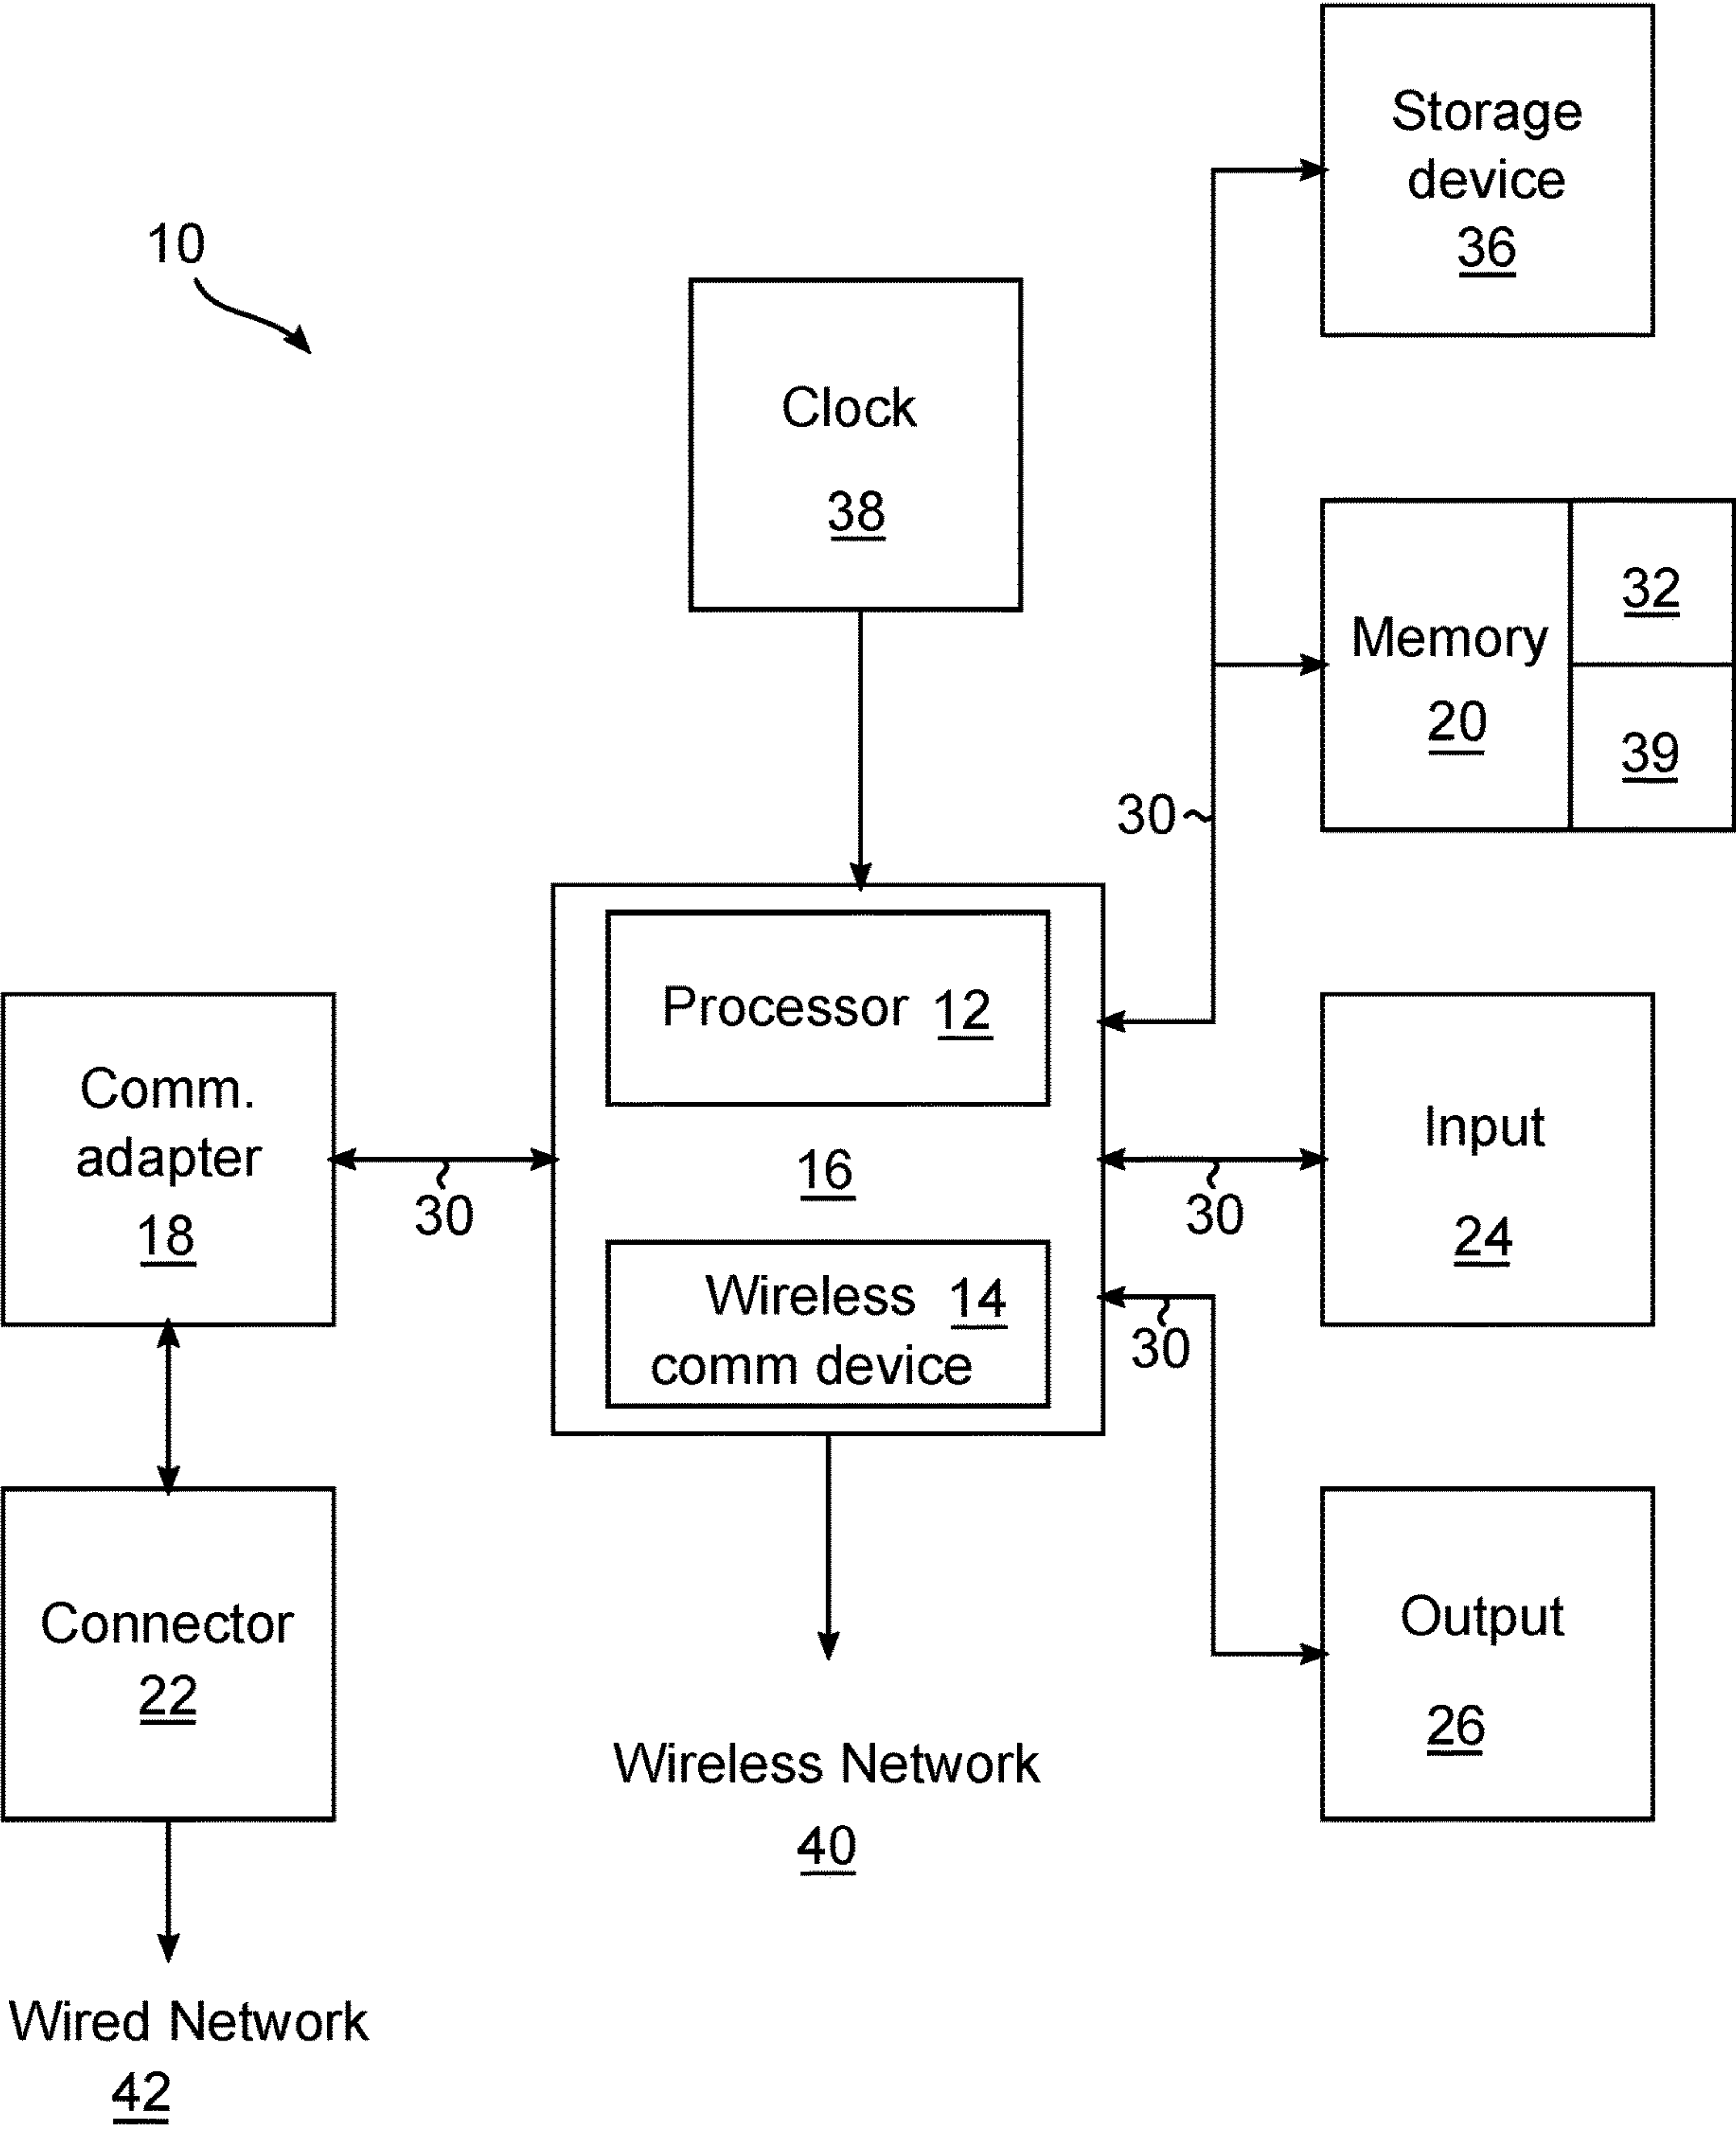 Storage
device
36
10
Clock
38
Memory
20
32
39
30
Processor 12
16
Wireless 14
comm device
Comm.
adapter
18
30
30
Input
24
30
Connector
22
Output
26
Wireless Network
40
Wired Network
42